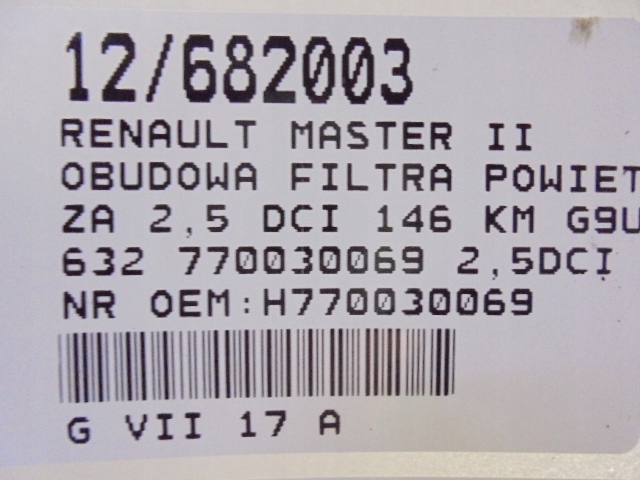 12/682003
RENAULT MASTER II
OBUDOWA FILTRA POWIET
ZA 2,5 DCI 146 KM G9U
632 770030069 2,5DCI
NR OEM:H770030069
G VII 17 A